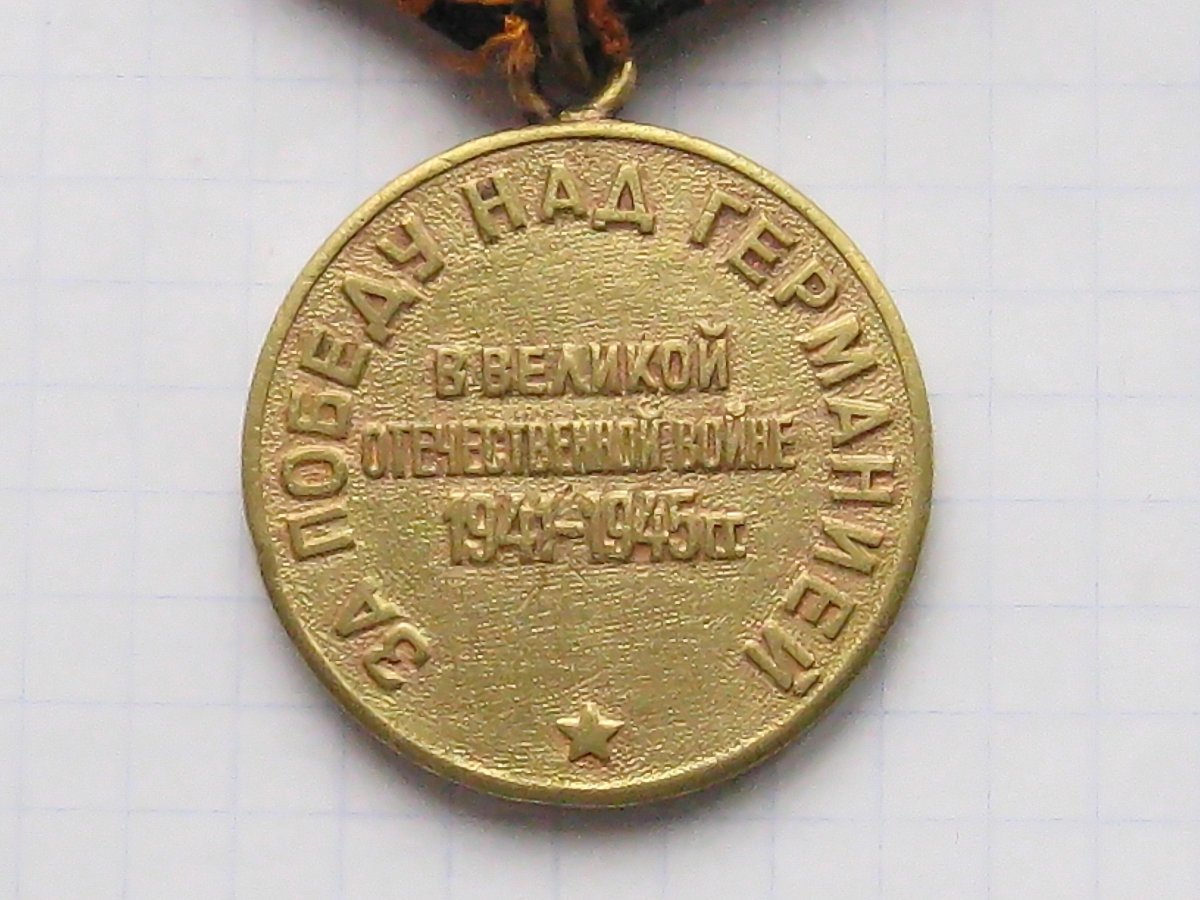 ЗА ПОБЕДУ НАД ГЕРМАНИЕЙ
В ВЕЛИКОЙ
ОТЕЧЕСТВЕННОЙ ВОЙНЕ
1941-1945гг